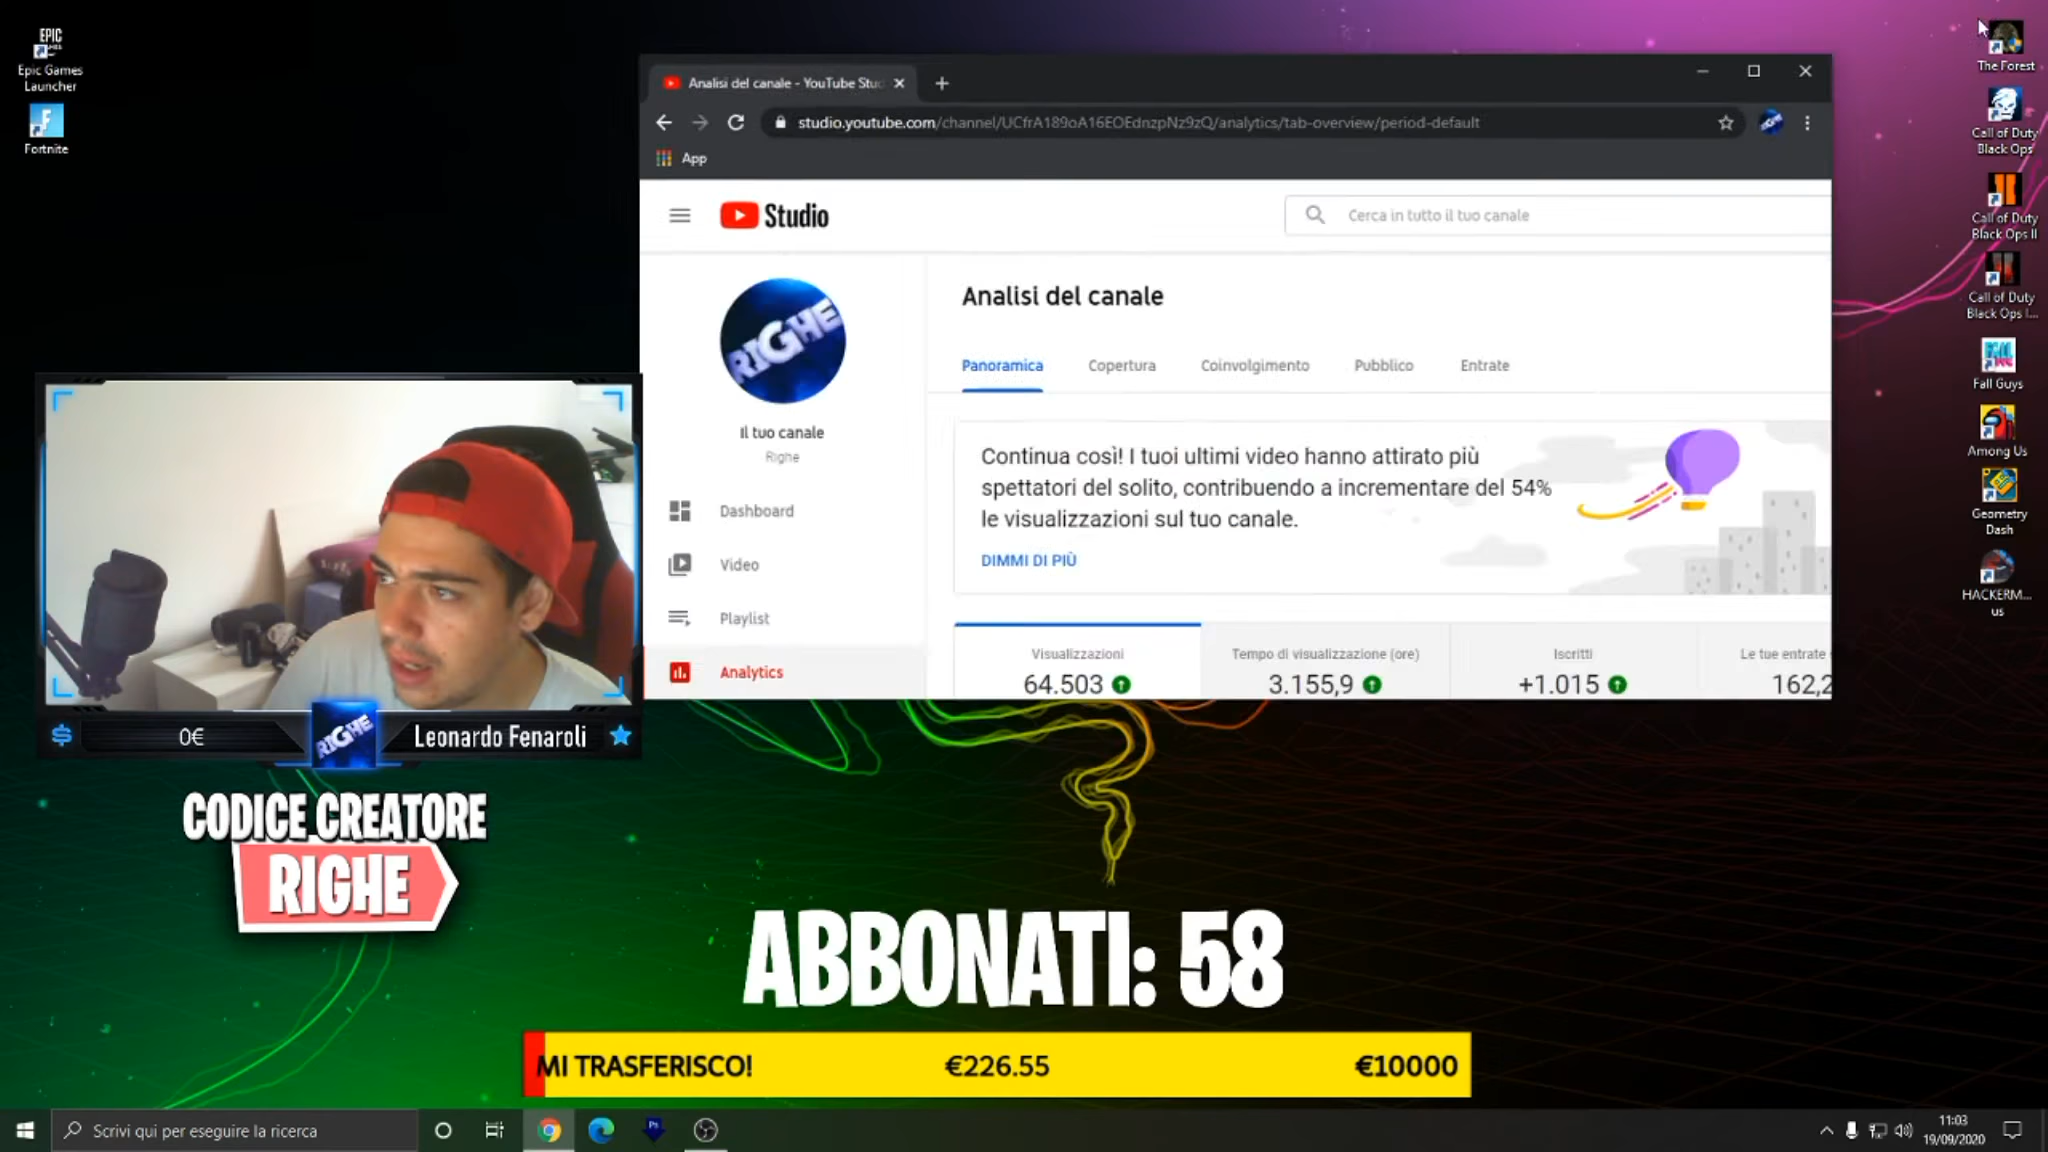 EPIC
Epic Games
Launcher
Fortnite
Analisi del canale - YouTube Stu
studio.youtube.com/channel/UCfrA189oA16EOEdnzpNz9zQ/analytics/tab-overview/period-default
App
Studio
Cerca in tutto il tuo canale
RIGHE
Il tuo canale
Righe
Dashboard
Video
Playlist
Analytics
Analisi del canale
Panoramica
Copertura
Coinvolgimento
Pubblico
Entrate
Continua così! I tuoi ultimi video hanno attirato più
spettatori del solito, contribuendo a incrementare del 54%
le visualizzazioni sul tuo canale.
DIMMI DI PIÙ
Visualizzazioni
64.503
Tempo di visualizzazione (ore)
3.155,9
Iscritti
+1.015
Le tue entrate
162,2
The Forest
Call of Duty
Black Ops
Call of Duty
Black Ops II
Call of Duty
Black Ops I...
Fall Guys
Among Us
Geometry
Dash
HACKERM...
us
0€
RIGHE
Leonardo Fenaroli
CODICE CREATORE
RIGHE
ABBONATI: 58
MI TRASFERISCO!
€226.55
€10000
Scrivi qui per eseguire la ricerca
Ps
11:03
19/09/2020